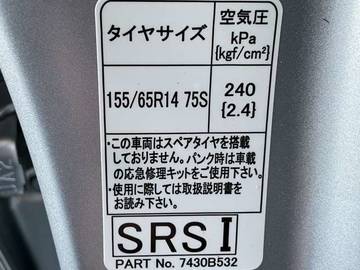 タイヤサイズ
空気圧
kPa
{kgf/cm²}
155/65R14 75S
240
{2.4}
・この車両はスペアタイヤを搭載
しておりません。パンク時は車載
の応急修理キットをご使用下さい。
・使用に際しては取扱説明書を
お読み下さい。
SRS I
PART No. 7430B532